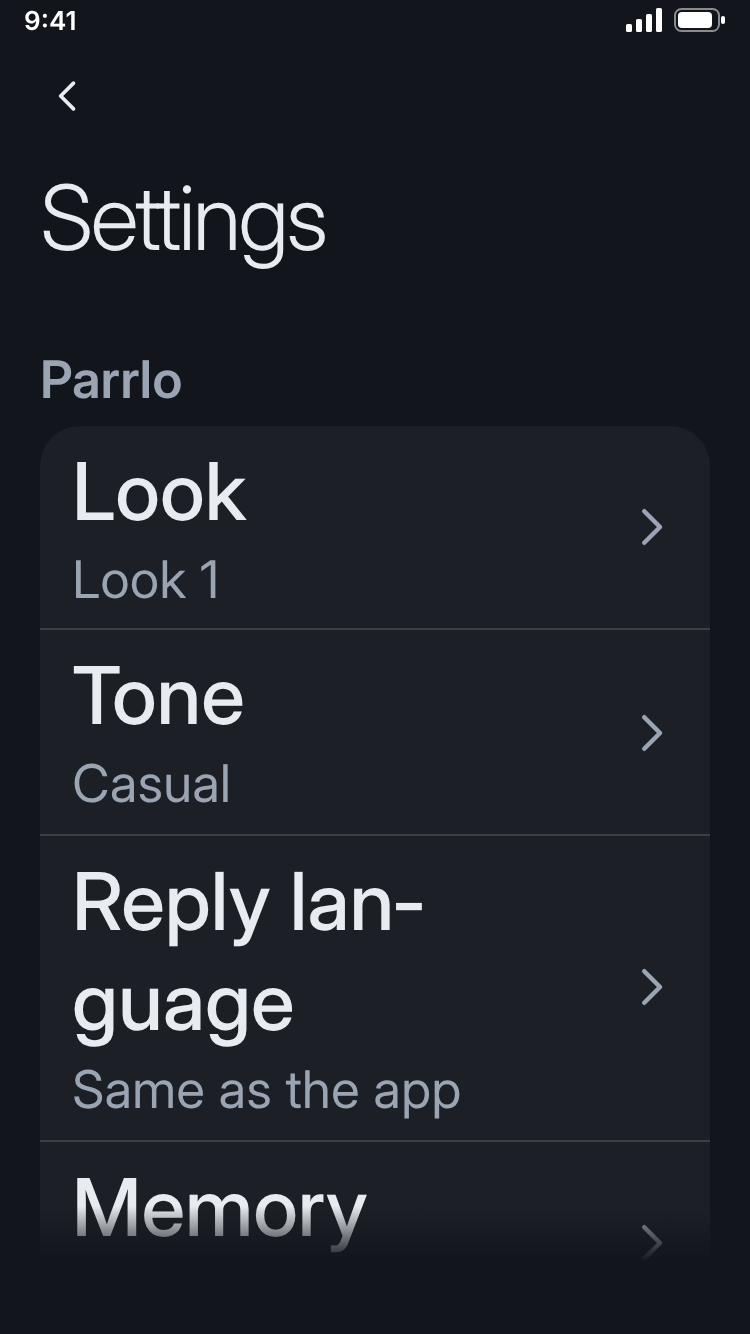 9:41
Settings
Parrlo
Look
Look 1
Tone
Casual
Reply lan-
guage
Same as the app
Memory